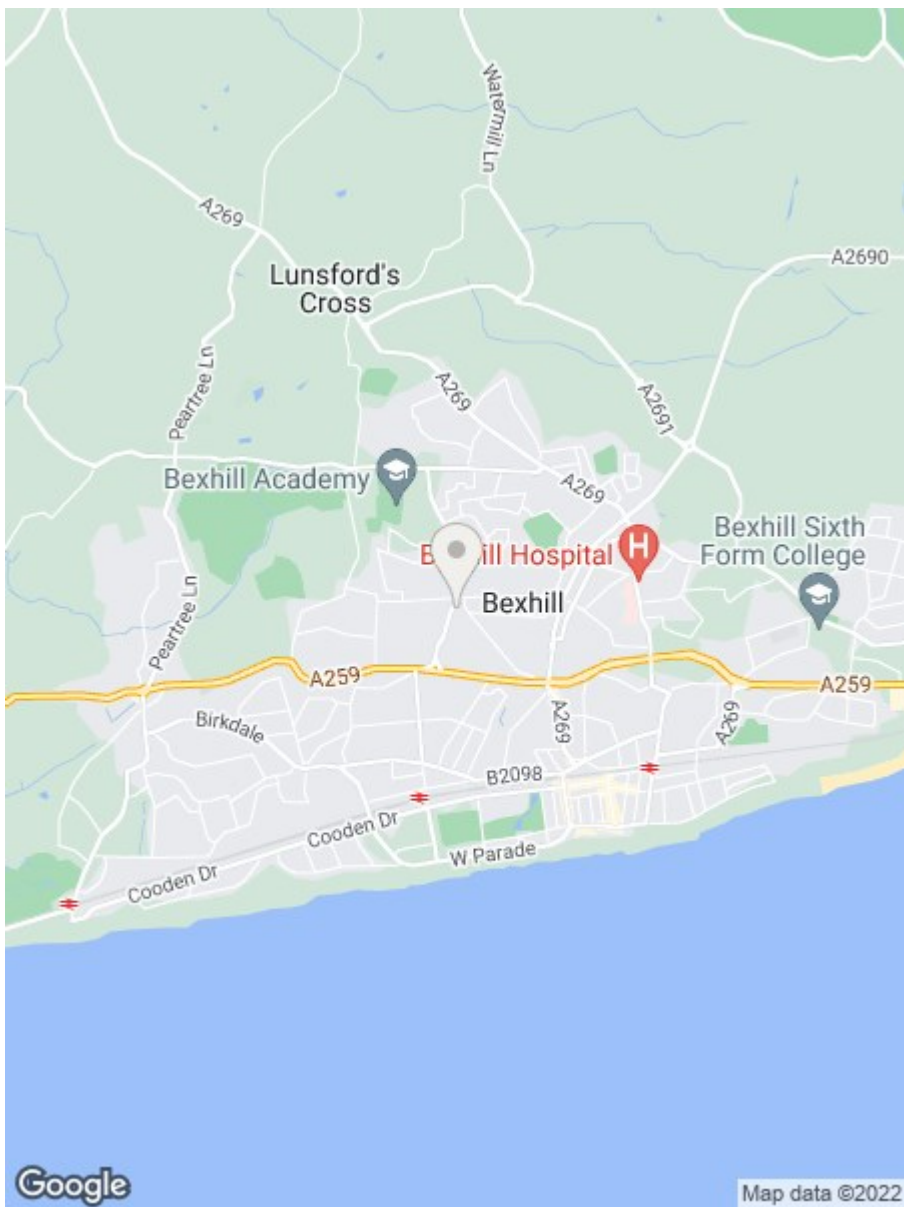 Watermill Ln
A269
A2690
Lunsford's
Cross
Peartree Ln
A269
A2691
Bexhill Academy
A269
Bexhill Sixth
Form College
Bexhill Hospital
H
Bexhill
Peartree Ln
A259
A259
Birkdale
A269
A269
B2098
Cooden Dr
W Parade
Cooden Dr
Google
Map data ©2022